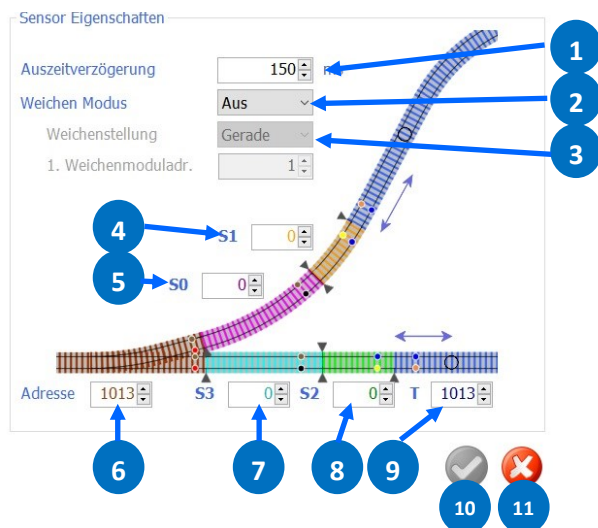 Sensor Eigenschaften
1
Auszeitverzögerung 150
2
Weichen Modus Aus
Weichenstellung Gerade
3
1. Weichenmoduladr. 1
4
S1 0
5
S0 0
Adresse 1013 S3 0 S2 0 T 1013
6 7 8 9
10 11